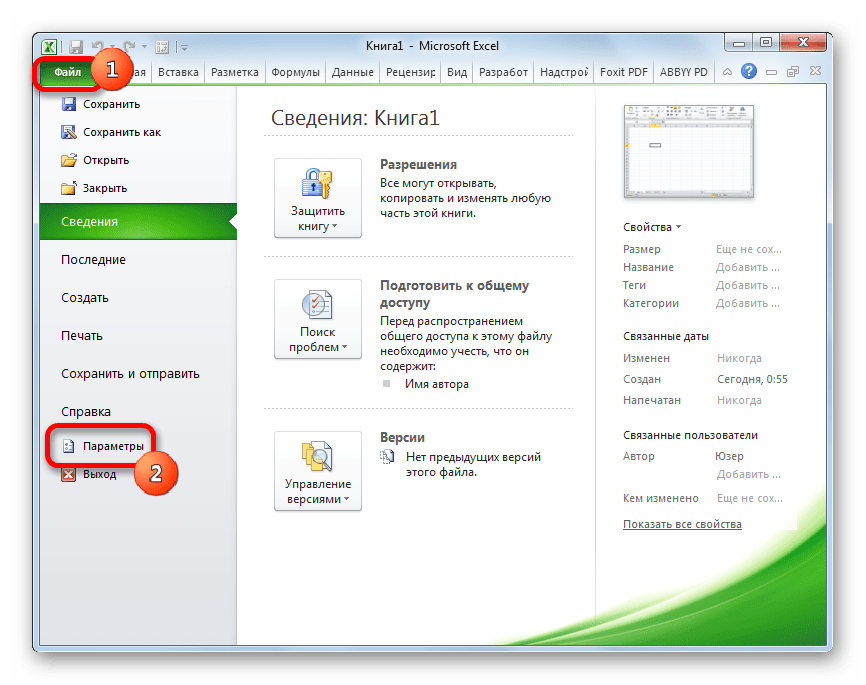 Книга1 - Microsoft Excel
Файл
1
ая
Вставка
Разметка
Формулы
Данные
Рецензир
Вид
Разработ
Надстрой
Foxit PDF
ABBYY PD
Сохранить
Сохранить как
Открыть
Закрыть
Сведения
Последние
Создать
Печать
Сохранить и отправить
Справка
Параметры
2
Выход
Сведения: Книга1
Защитить
книгу
Разрешения
Все могут открывать,
копировать и изменять любую
часть этой книги.
Поиск
проблем
Подготовить к общему
доступу
Перед распространением
общего доступа к этому файлу
необходимо учесть, что он
содержит:
Имя автора
Управление
версиями
Версии
Нет предыдущих версий
этого файла.
Свойства
Размер Еще не сох...
Название Добавить ...
Теги Добавить ...
Категории Добавить ...
Связанные даты
Изменен Никогда
Создан Сегодня, 0:55
Напечатан Никогда
Связанные пользователи
Автор Юзер
Добавить ...
Кем изменено Еще не сох...
Показать все свойства